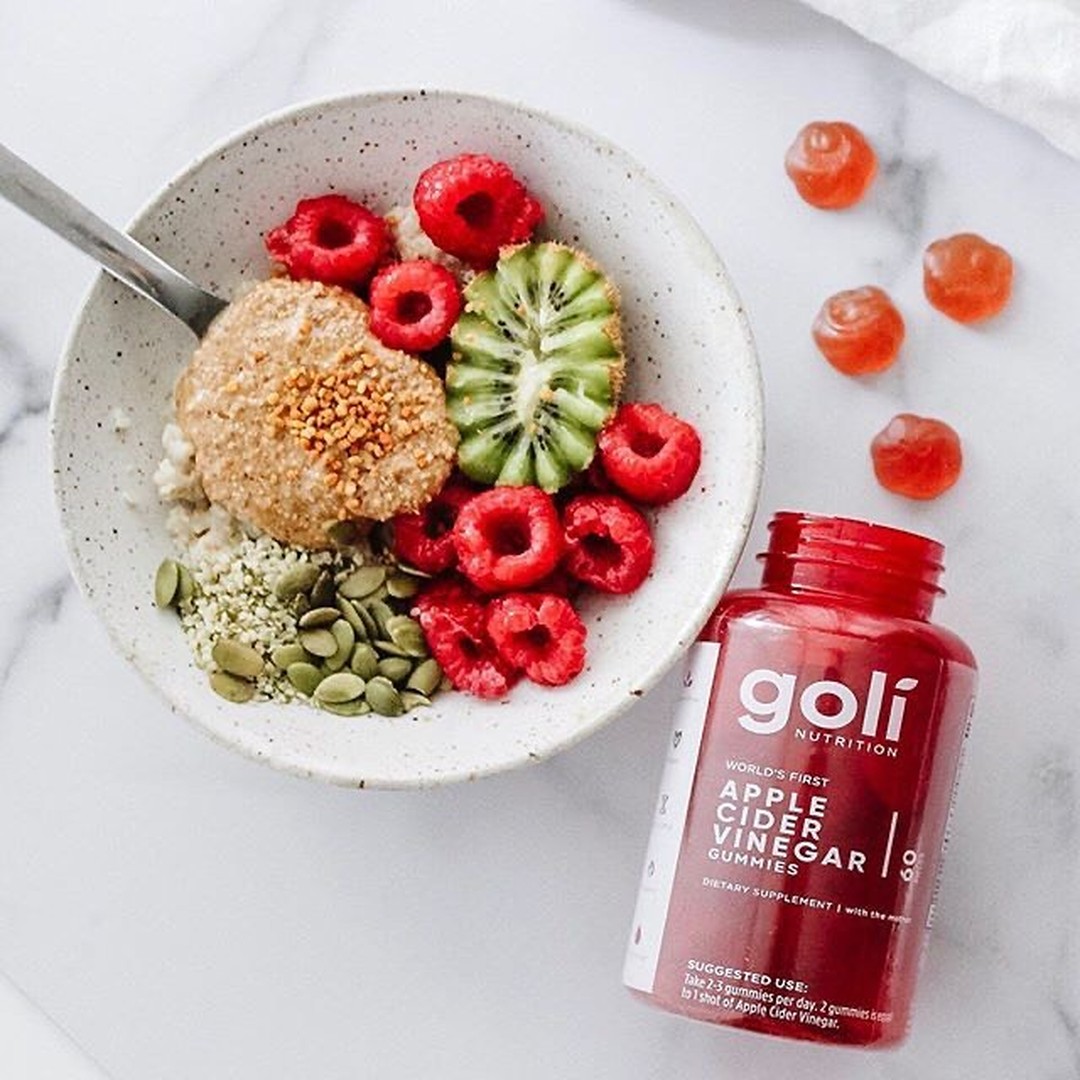 goli
NUTRITION
WORLD'S FIRST
APPLE
CIDER
VINEGAR
GUMMIES
60
DIETARY SUPPLEMENT | with the
SUGGESTED USE:
Take 2-3 gummies per day. 2 gummies is
to 1 shot of Apple Cider Vinegar.